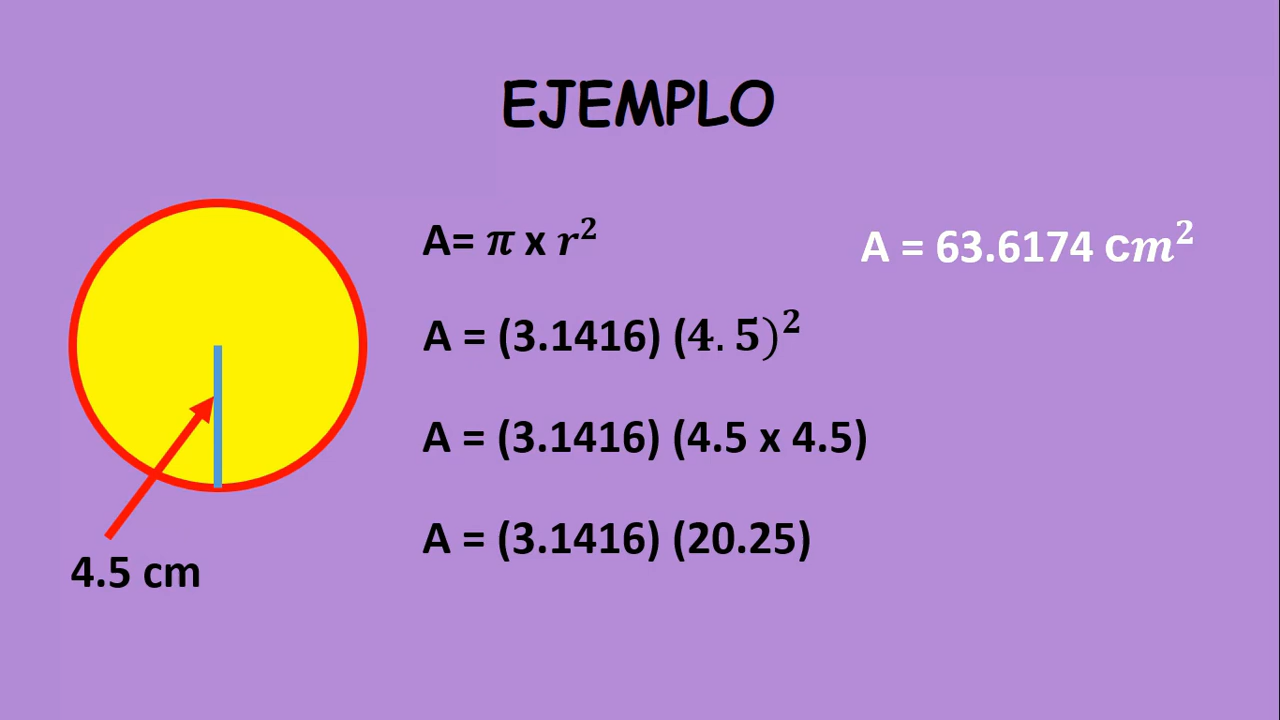 EJEMPLO
A= π x r²
A = (3.1416) (4.5)²
A = (3.1416) (4.5 x 4.5)
A = (3.1416) (20.25)
A = 63.6174 cm²
4.5 cm